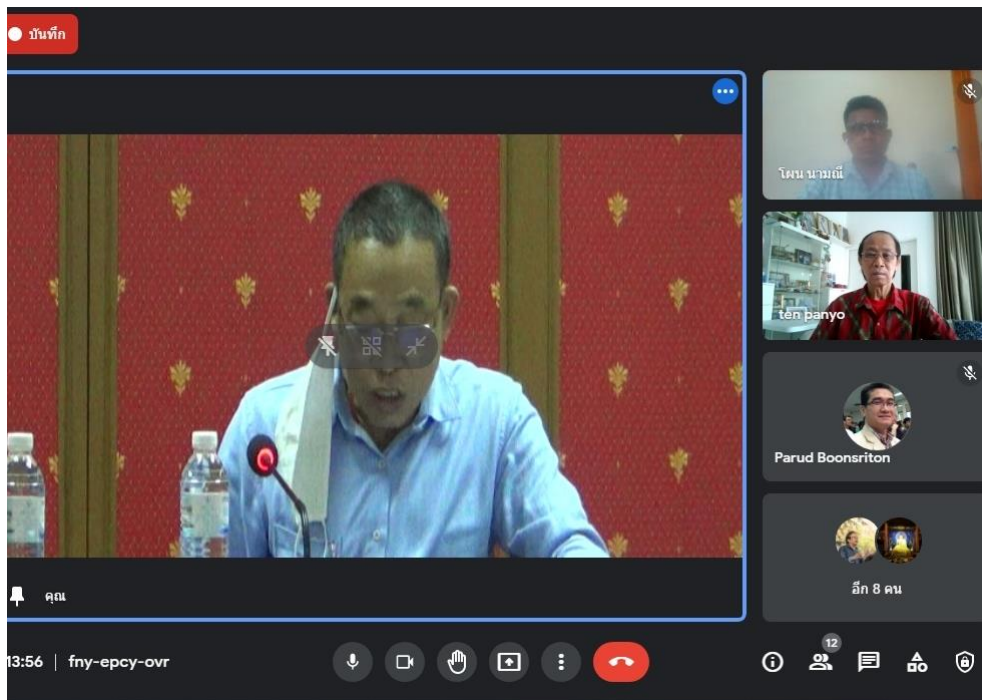 บันทึก
โผน นามณี
ten panyo
Parud Boonsriton
อีก 8 คน
คุณ
13:56 | fny-epcy-ovr
12